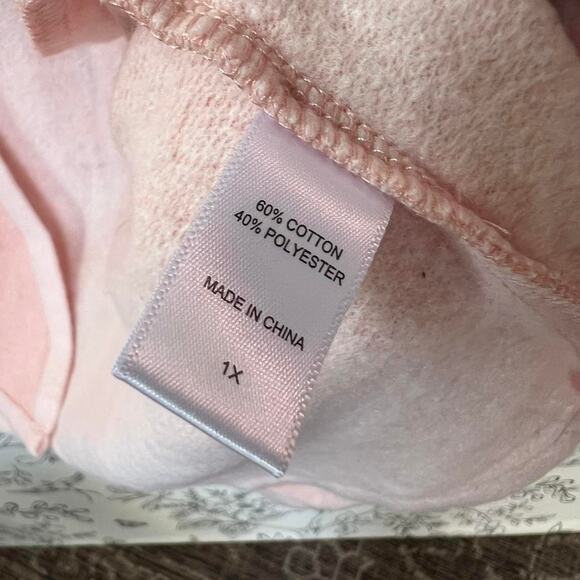 60% COTTON
40% POLYESTER
MADE IN CHINA
1X